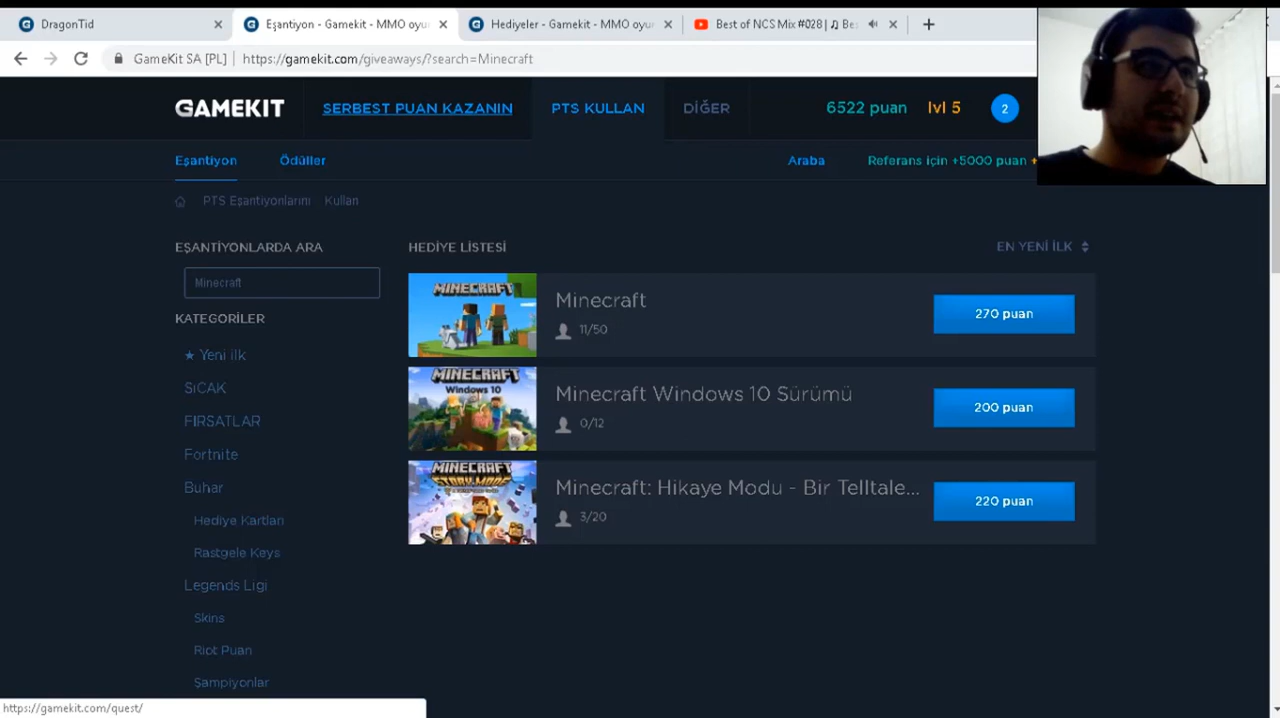 DragonTid
Eşantiyon - Gamekit - MMO oyu
Hediyeler - Gamekit - MMO oyu
Best of NCS Mix #028 | ♫ Be
GameKit SA [PL]
https://gamekit.com/giveaways/?search=Minecraft
GAMEKIT
SERBEST PUAN KAZANIN
PTS KULLAN
DİĞER
6522 puan
lvl 5
2
Eşantiyon
Ödüller
Araba
Referans için +5000 puan +
PTS Eşantiyonlarını Kullan
EŞANTİYONLARDA ARA
Minecraft
KATEGORİLER
★ Yeni ilk
SıCAK
FIRSATLAR
Fortnite
Buhar
Hediye Kartları
Rastgele Keys
Legends Ligi
Skins
Riot Puan
Şampiyonlar
HEDİYE LİSTESİ
EN YENİ İLK
MINECRAFT
Minecraft
11/50
270 puan
MINECRAFT
Windows 10
Minecraft Windows 10 Sürümü
0/12
200 puan
MINECRAFT
STORY MODE
Minecraft: Hikaye Modu - Bir Telltale...
3/20
220 puan
https://gamekit.com/quest/